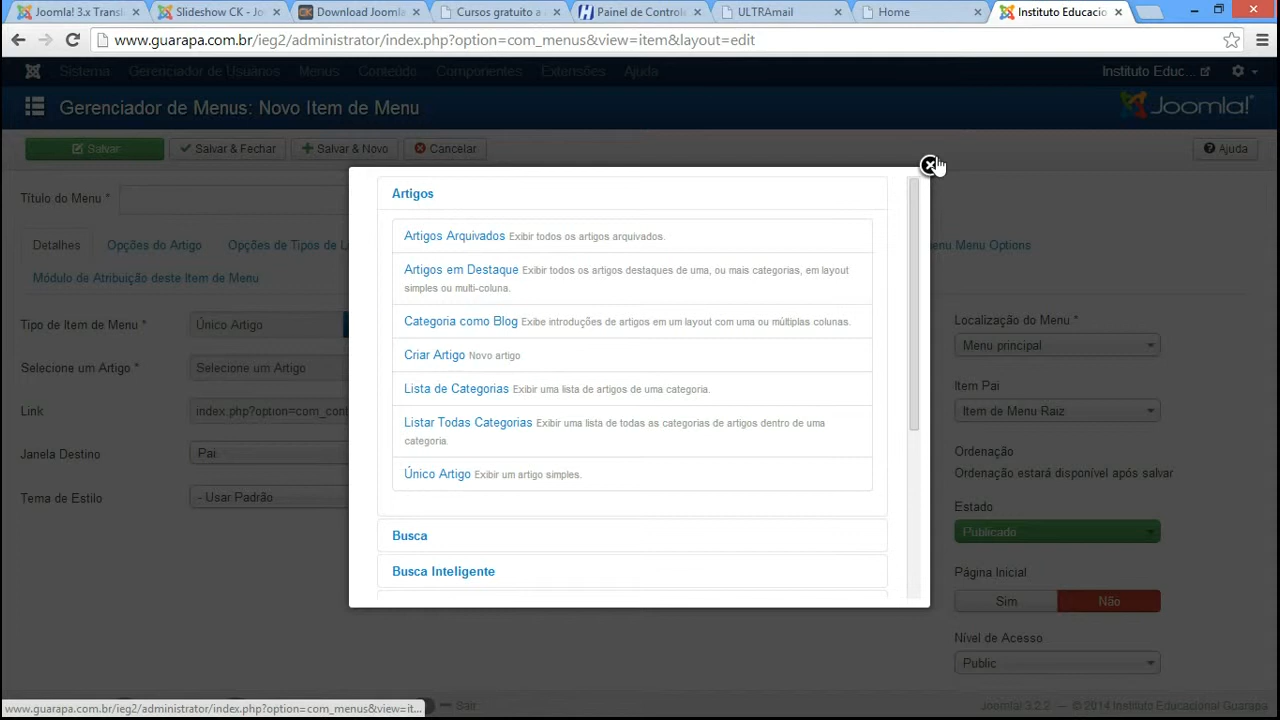 Joomla! 3.x Transl
Slideshow CK - Jo
Download Joomla
Cursos gratuito a
Painel de Control
ULTRAmail
Home
Instituto Educacio
www.guarapa.com.br/ieg2/administrator/index.php?option=com_menus&view=item&layout=edit
Sistema Gerenciador de Usuários Menus Conteúdo Componentes Extensões Ajuda
Instituto Educ...
Gerenciador de Menus: Novo Item de Menu
Joomla!
Salvar
Salvar & Fechar
Salvar & Novo
Cancelar
Ajuda
Título do Menu *
Detalhes
Opções do Artigo
Opções de Tipos de L
enu Menu Options
Módulo de Atribuição deste Item de Menu
Tipo de Item de Menu *
Único Artigo
Selecione um Artigo *
Selecione um Artigo
Link
index.php?option=com_cont
Janela Destino
Pai
Tema de Estilo
- Usar Padrão
Artigos
Artigos Arquivados Exibir todos os artigos arquivados.
Artigos em Destaque Exibir todos os artigos destaques de uma, ou mais categorias, em layout
simples ou multi-coluna.
Categoria como Blog Exibe introduções de artigos em um layout com uma ou múltiplas colunas.
Criar Artigo Novo artigo
Lista de Categorias Exibir uma lista de artigos de uma categoria.
Listar Todas Categorias Exibir uma lista de todas as categorias de artigos dentro de uma
categoria.
Único Artigo Exibir um artigo simples.
Busca
Busca Inteligente
Localização do Menu *
Menu principal
Item Pai
Item de Menu Raiz
Ordenação
Ordenação estará disponível após salvar
Estado
Publicado
Página Inicial
Sim
Não
Nível de Acesso
Public
www.guarapa.com.br/ieg2/administrator/index.php?option=com_menus&view=it...
Sair
Joomla! 3.2.2 — © 2014 Instituto Educacional Guarapa